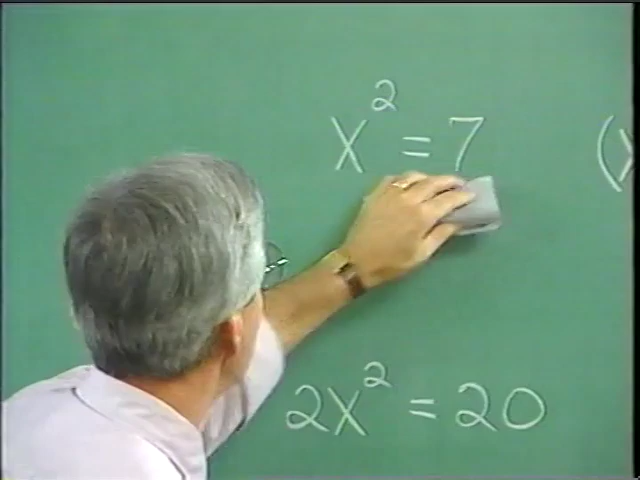 x² = 7
(x
2x² = 20